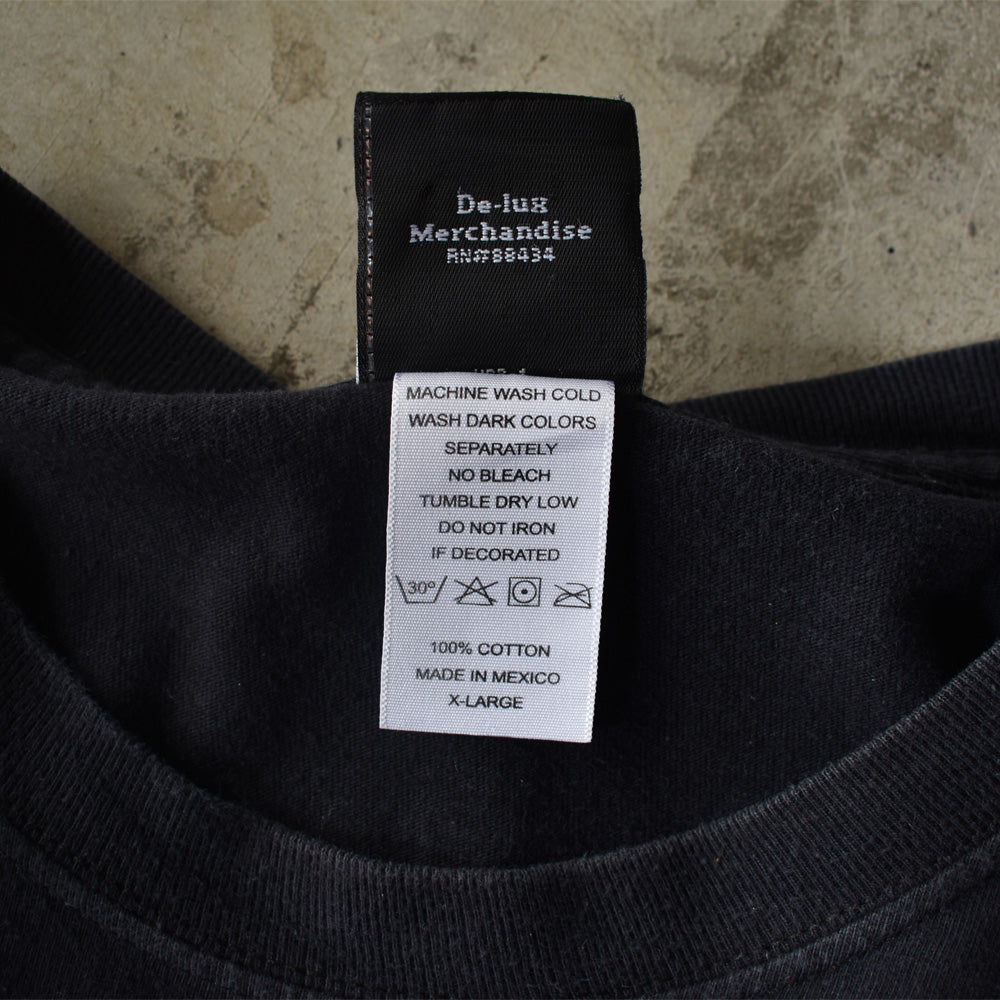 De-lux
Merchandise
RN#88434
MACHINE WASH COLD
WASH DARK COLORS
SEPARATELY
NO BLEACH
TUMBLE DRY LOW
DO NOT IRON
IF DECORATED
30°
100% COTTON
MADE IN MEXICO
X-LARGE